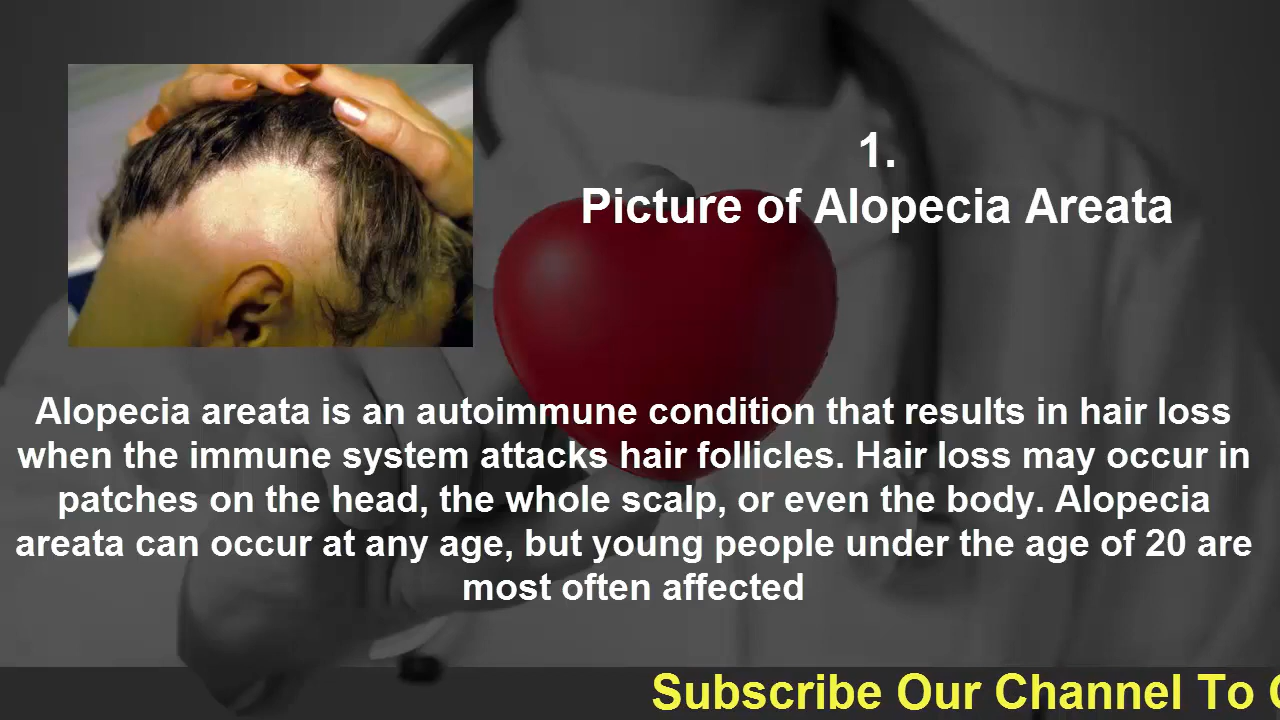 1.
Picture of Alopecia Areata
Alopecia areata is an autoimmune condition that results in hair loss
when the immune system attacks hair follicles. Hair loss may occur in
patches on the head, the whole scalp, or even the body. Alopecia
areata can occur at any age, but young people under the age of 20 are
most often affected
Subscribe Our Channel To